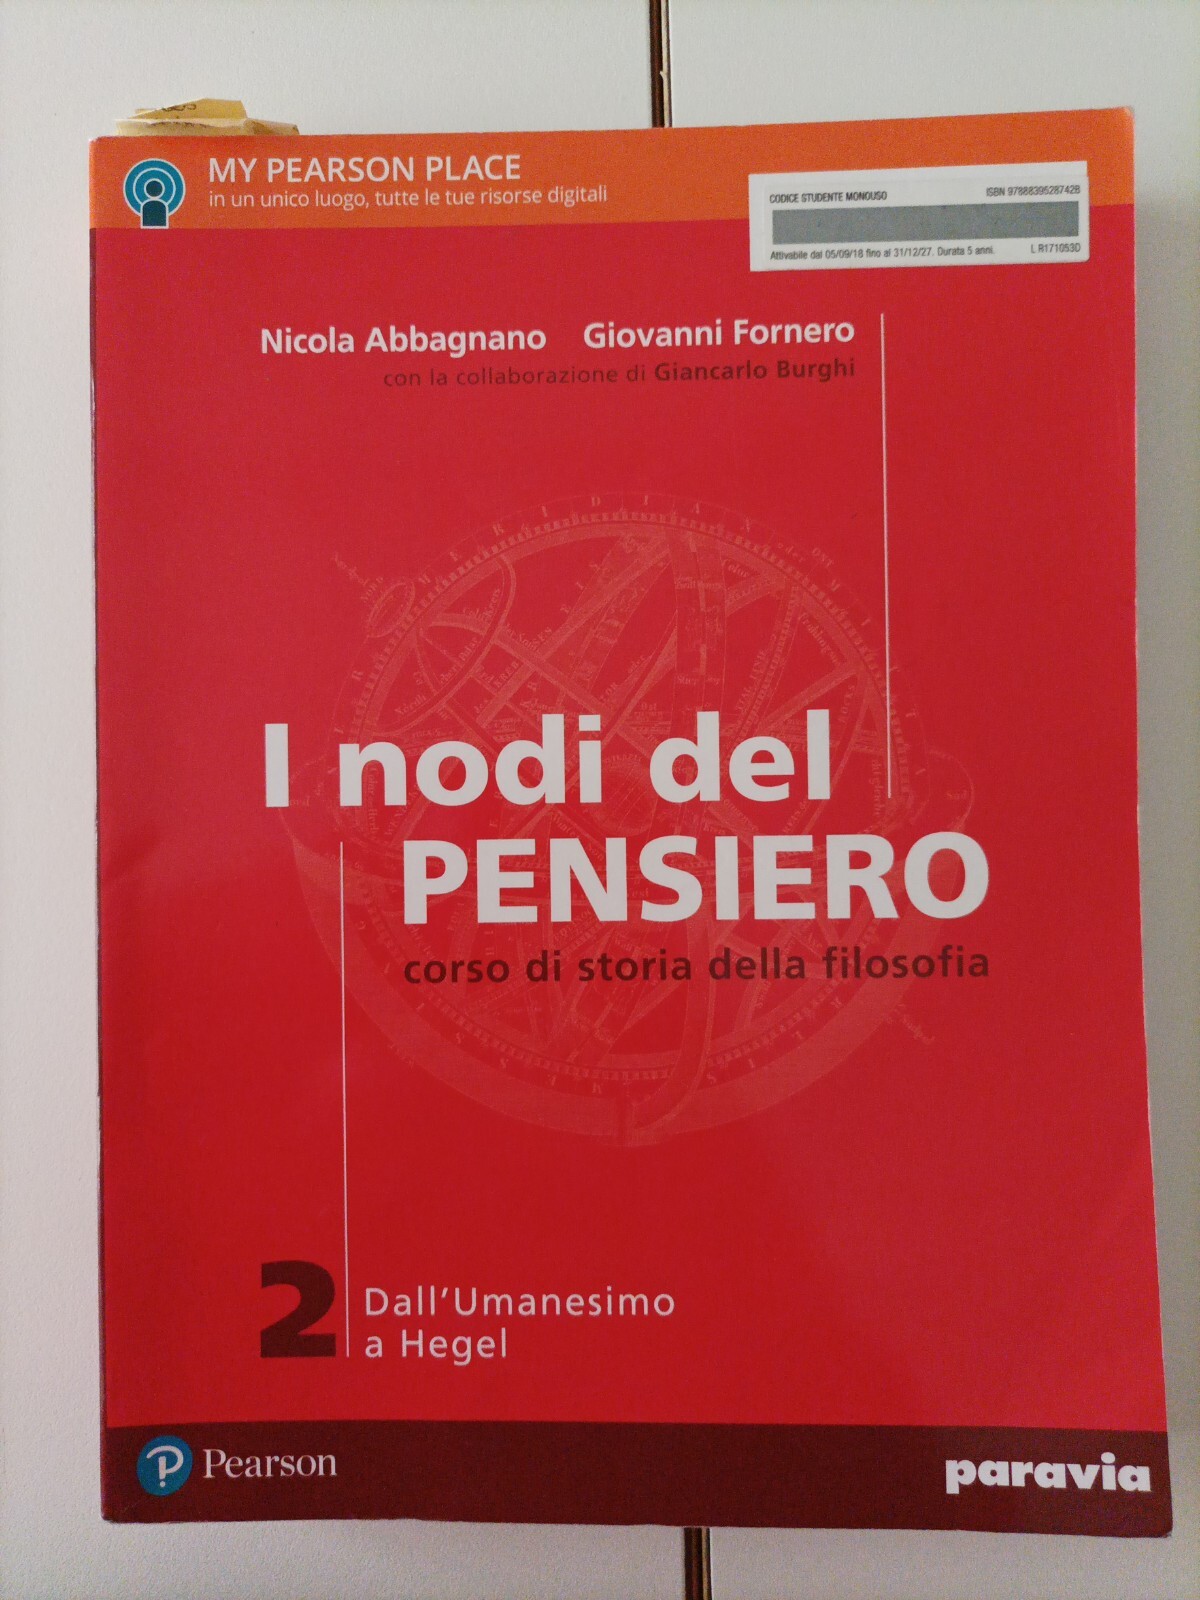 MY PEARSON PLACE
in un unico luogo, tutte le tue risorse digitali
CODICE STUDENTE MONOUSO ISBN 9788839528742B
Attivabile dal 05/09/18 fino al 31/12/27. Durata 5 anni. L R171053D
Nicola Abbagnano Giovanni Fornero
con la collaborazione di Giancarlo Burghi
I nodi del
PENSIERO
corso di storia della filosofia
2 Dall'Umanesimo
a Hegel
Pearson
paravia